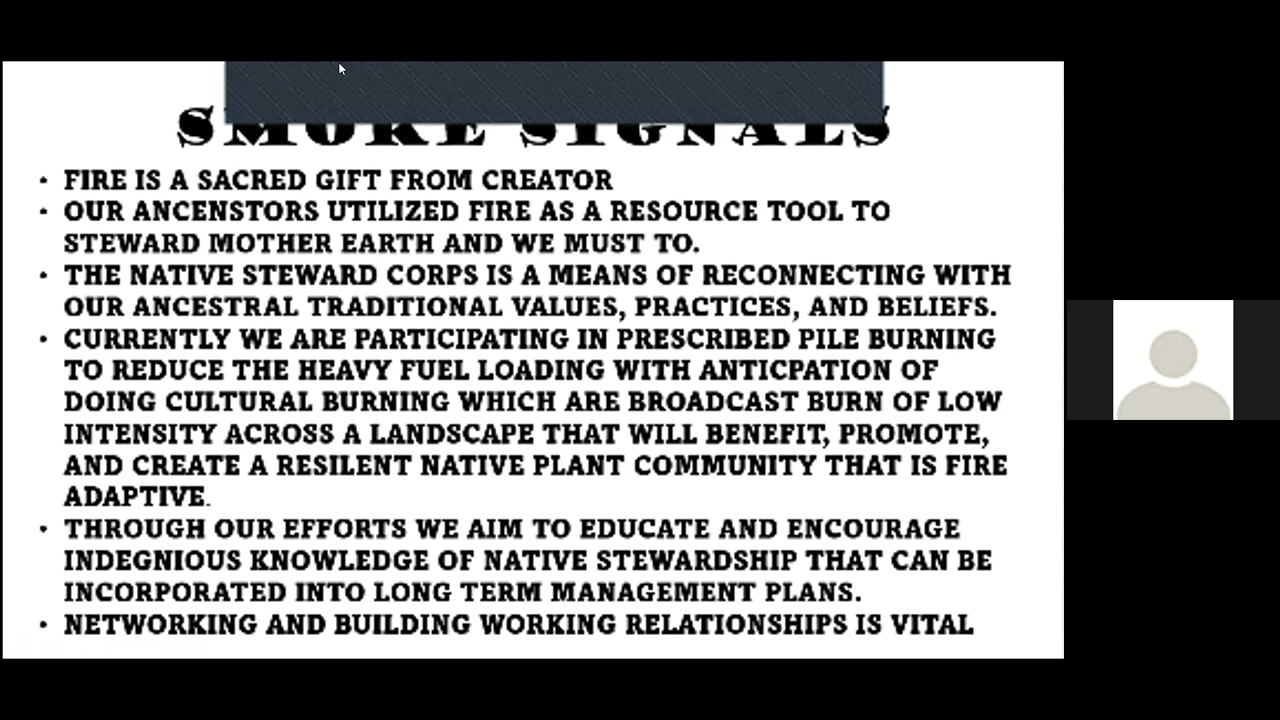 SMOKE SIGNALS
• FIRE IS A SACRED GIFT FROM CREATOR
• OUR ANCENSTORS UTILIZED FIRE AS A RESOURCE TOOL TO
STEWARD MOTHER EARTH AND WE MUST TO.
• THE NATIVE STEWARD CORPS IS A MEANS OF RECONNECTING WITH
OUR ANCESTRAL TRADITIONAL VALUES, PRACTICES, AND BELIEFS.
• CURRENTLY WE ARE PARTICIPATING IN PRESCRIBED PILE BURNING
TO REDUCE THE HEAVY FUEL LOADING WITH ANTICPATION OF
DOING CULTURAL BURNING WHICH ARE BROADCAST BURN OF LOW
INTENSITY ACROSS A LANDSCAPE THAT WILL BENEFIT, PROMOTE,
AND CREATE A RESILENT NATIVE PLANT COMMUNITY THAT IS FIRE
ADAPTIVE.
• THROUGH OUR EFFORTS WE AIM TO EDUCATE AND ENCOURAGE
INDEGNIOUS KNOWLEDGE OF NATIVE STEWARDSHIP THAT CAN BE
INCORPORATED INTO LONG TERM MANAGEMENT PLANS.
• NETWORKING AND BUILDING WORKING RELATIONSHIPS IS VITAL